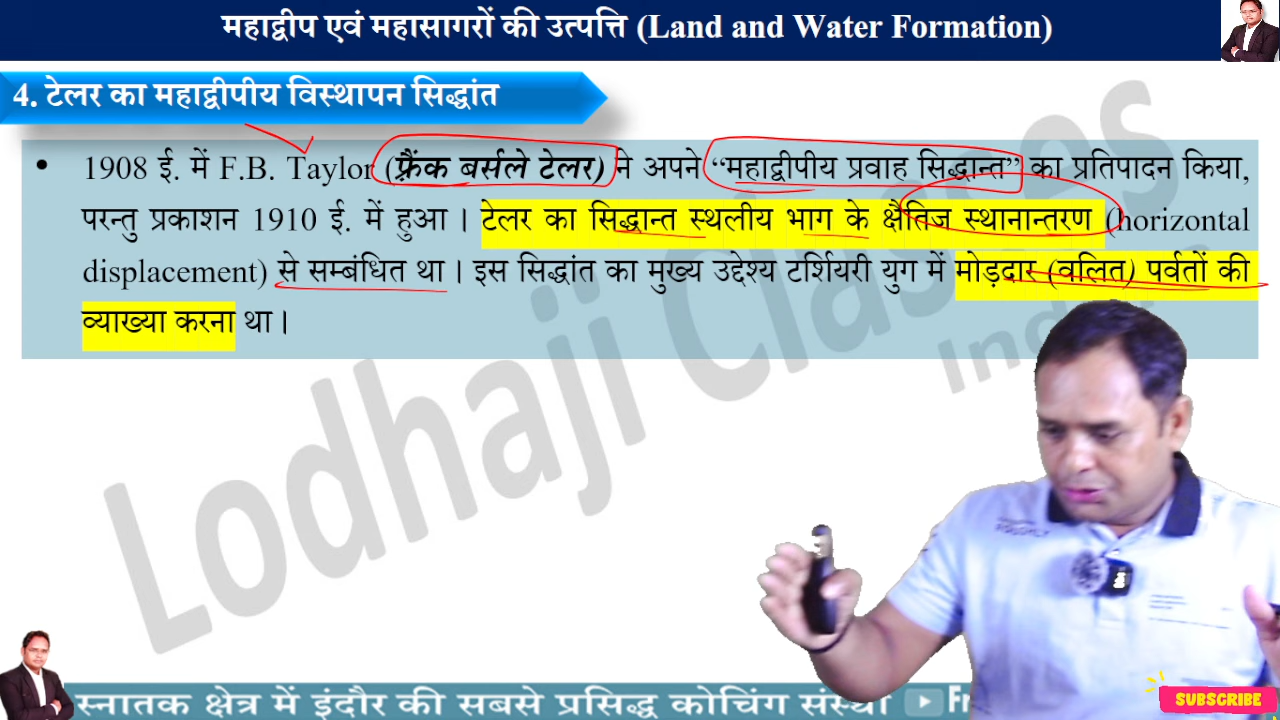 महाद्वीप एवं महासागरों की उत्पत्ति (Land and Water Formation)
4. टेलर का महाद्वीपीय विस्थापन सिद्धांत
• 1908 ई. में F.B. Taylor (फ्रैंक बर्सले टेलर) ने अपने “महाद्वीपीय प्रवाह सिद्धान्त” का प्रतिपादन किया,
परन्तु प्रकाशन 1910 ई. में हुआ । टेलर का सिद्धान्त स्थलीय भाग के क्षैतिज स्थानान्तरण (horizontal
displacement) से सम्बंधित था । इस सिद्धांत का मुख्य उद्देश्य टर्शियरी युग में मोड़दार (वलित) पर्वतों की
व्याख्या करना था।
Lodhaji Classes
स्नातक क्षेत्र में इंदौर की सबसे प्रसिद्ध कोचिंग संस्था
SUBSCRIBE